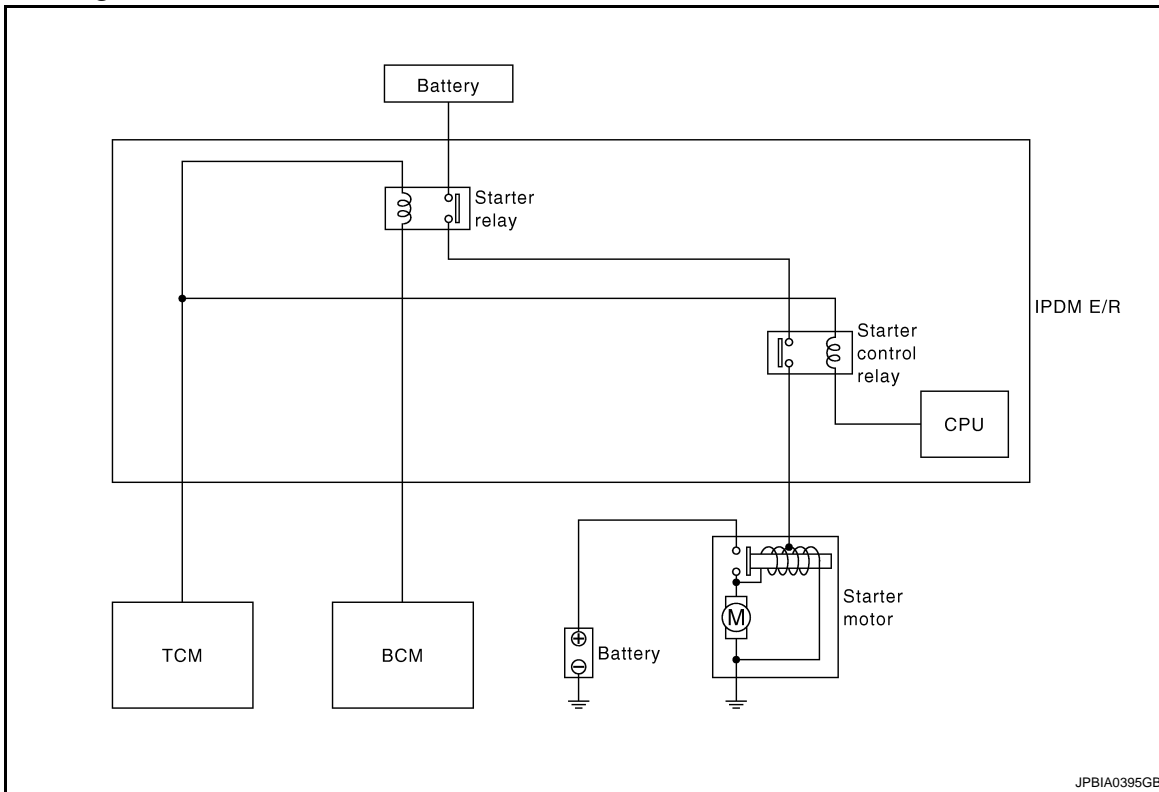 Battery
Starter
relay
IPDM E/R
Starter
control
relay
CPU
TCM
BCM
+
−
Battery
M
Starter
motor
JPBIA0395GB